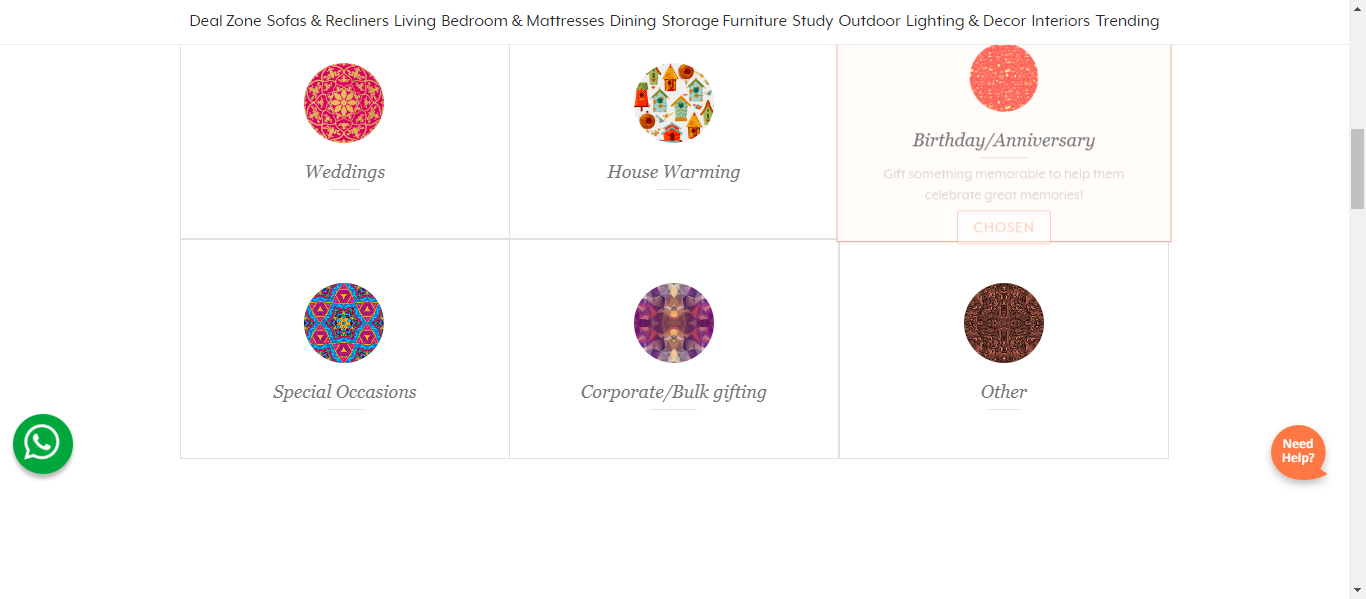 Deal Zone Sofas & Recliners Living Bedroom & Mattresses Dining Storage Furniture Study Outdoor Lighting & Decor Interiors Trending
Weddings
House Warming
Birthday/Anniversary
Gift something memorable to help them
celebrate great memories!
CHOSEN
Special Occasions
Corporate/Bulk gifting
Other
Need
Help?